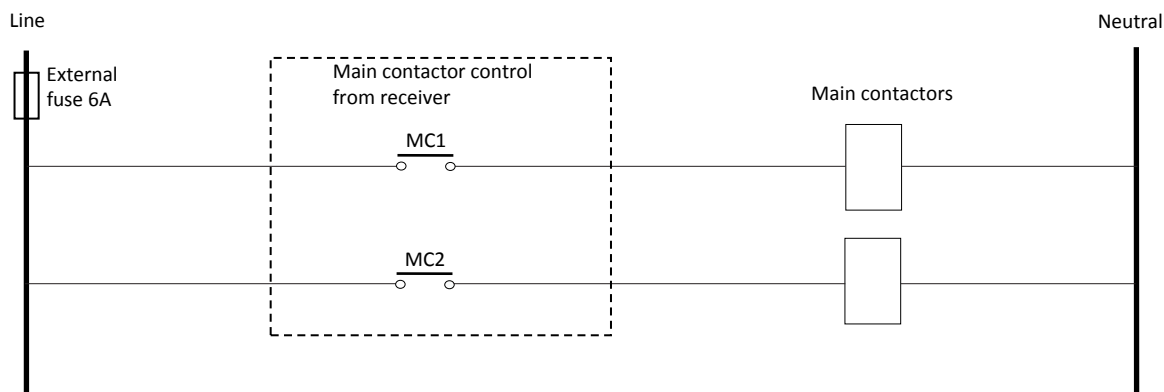 Line
Neutral
External
fuse 6A
Main contactor control
from receiver
Main contactors
MC1
MC2